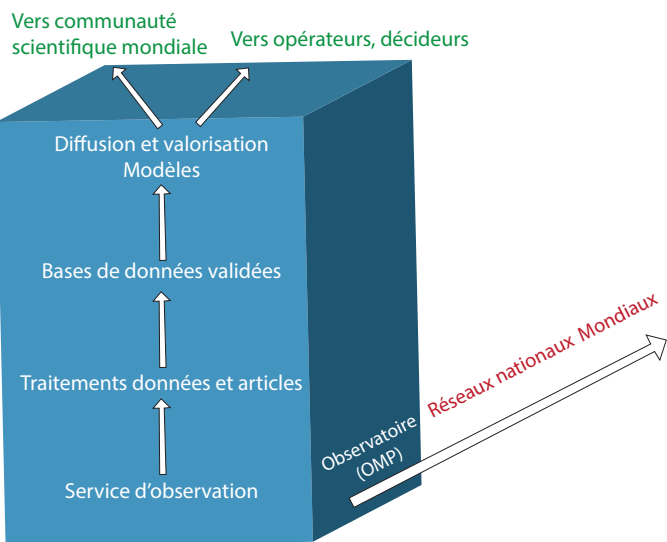 Vers communauté
scientifique mondiale
Vers opérateurs, décideurs
Diffusion et valorisation
Modèles
Bases de données validées
Traitements données et articles
Service d'observation
Observatoire
(OMP)
Réseaux nationaux Mondiaux